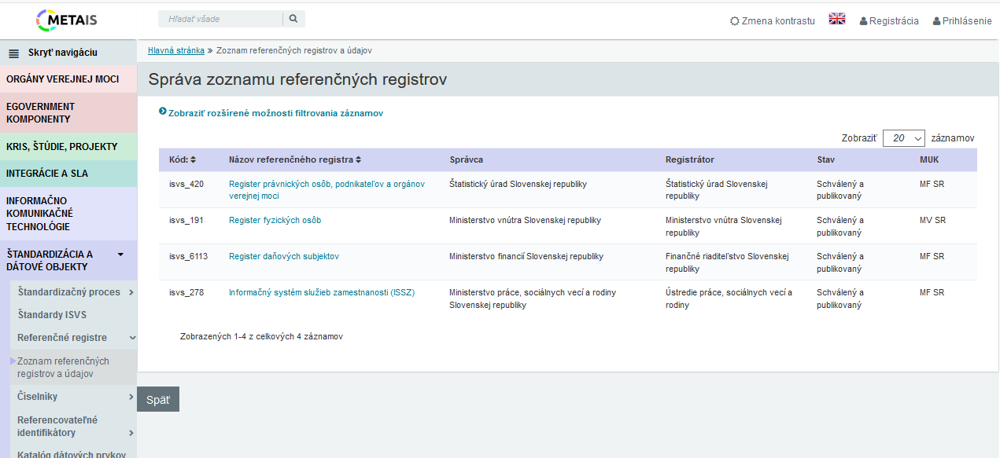 METAIS
Hľadať všade
Zmena kontrastu
Registrácia
Prihlásenie
Skryť navigáciu
ORGÁNY VEREJNEJ MOCI
EGOVERNMENT
KOMPONENTY
KRIS, ŠTÚDIE, PROJEKTY
INTEGRÁCIE A SLA
INFORMAČNO
KOMUNIKAČNÉ
TECHNOLÓGIE
ŠTANDARDIZÁCIA A
DÁTOVÉ OBJEKTY
Štandardizačný proces
Štandardy ISVS
Referenčné registre
Zoznam referenčných
registrov a údajov
Číselníky
Referencovateľné
identifikátory
Katalóg dátových prvkov
Hlavná stránka » Zoznam referenčných registrov a údajov
Správa zoznamu referenčných registrov
Zobraziť rozšírené možnosti filtrovania záznamov
Zobraziť 20 záznamov
Kód: Názov referenčného registra Správca Registrátor Stav MUK
isvs_420 Register právnických osôb, podnikateľov a orgánov Štatistický úrad Slovenskej republiky Štatistický úrad Slovenskej Schválený a MF SR
verejnej moci republiky publikovaný
isvs_191 Register fyzických osôb Ministerstvo vnútra Slovenskej republiky Ministerstvo vnútra Slovenskej Schválený a MV SR
republiky publikovaný
isvs_6113 Register daňových subjektov Ministerstvo financií Slovenskej republiky Finančné riaditeľstvo Slovenskej Schválený a MF SR
republiky publikovaný
isvs_278 Informačný systém služieb zamestnanosti (ISSZ) Ministerstvo práce, sociálnych vecí a rodiny Ústredie práce, sociálnych vecí a Schválený a MF SR
Slovenskej republiky rodiny publikovaný
Zobrazených 1-4 z celkových 4 záznamov
Späť